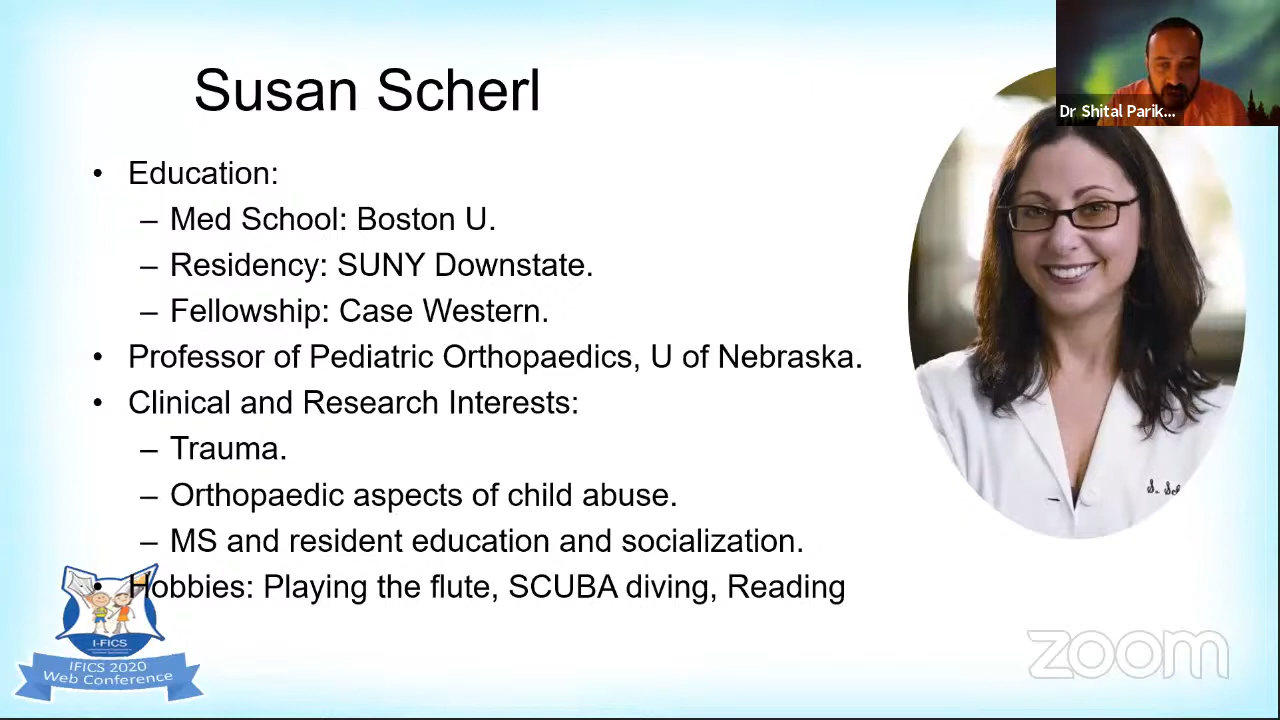 Susan Scherl
Dr Shital Parik...
• Education:
– Med School: Boston U.
– Residency: SUNY Downstate.
– Fellowship: Case Western.
• Professor of Pediatric Orthopaedics, U of Nebraska.
• Clinical and Research Interests:
– Trauma.
– Orthopaedic aspects of child abuse.
– MS and resident education and socialization.
• Hobbies: Playing the flute, SCUBA diving, Reading
I-FICS
IFICS 2020
Web Conference
zoom